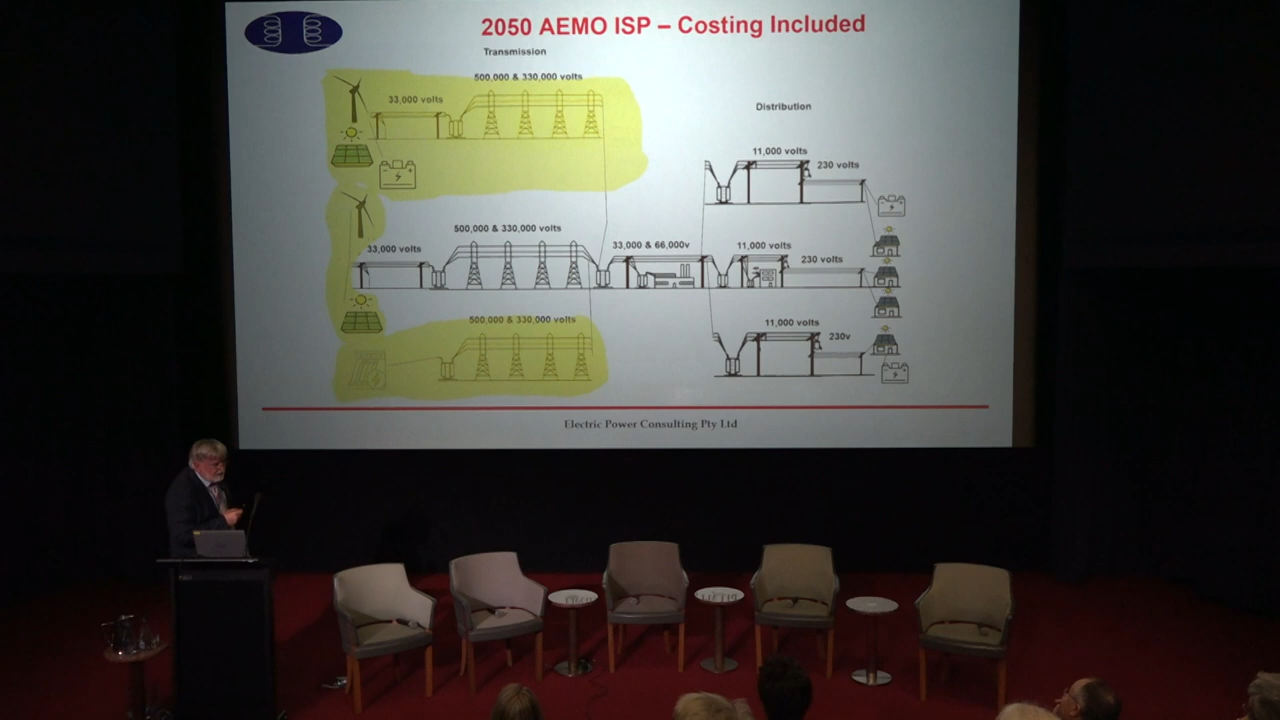 2050 AEMO ISP – Costing Included
Transmission
500,000 & 330,000 volts
33,000 volts
Distribution
11,000 volts
230 volts
500,000 & 330,000 volts
33,000 volts
33,000 & 66,000v
11,000 volts
230 volts
500,000 & 330,000 volts
11,000 volts
230v
Electric Power Consulting Pty Ltd